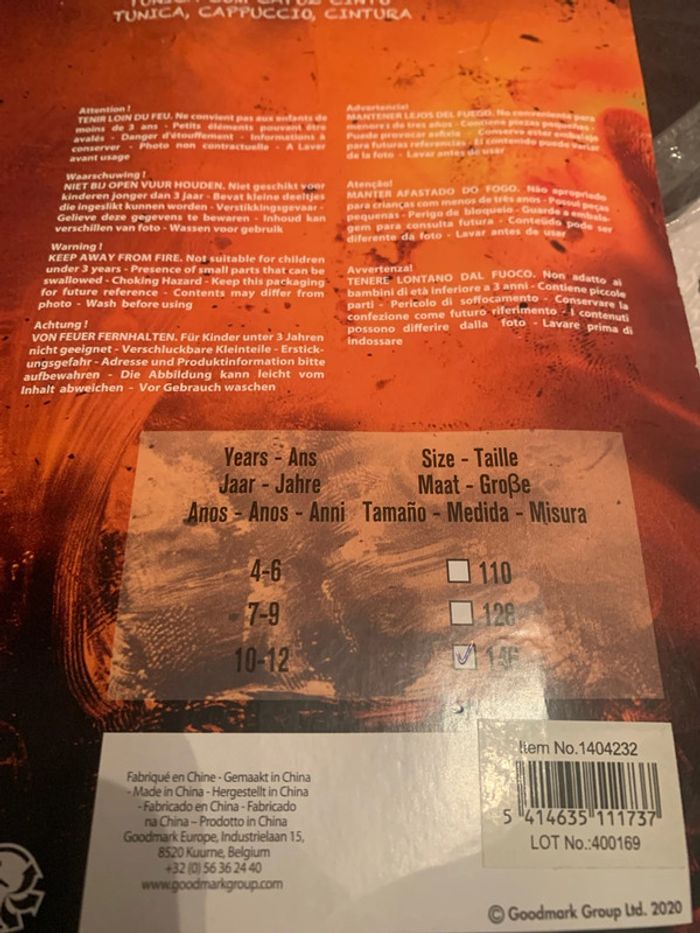 TUNICA, CAPPUCCIO, CINTURA
Attention !
TENIR LOIN DU FEU. Ne convient pas aux enfants de
moins de 3 ans - Petits éléments pouvant être
avalés - Danger d'étouffement - Informations à
conserver - Photo non contractuelle - A Laver
avant usage
Waarschuwing !
NIET BIJ OPEN VUUR HOUDEN. Niet geschikt voor
kinderen jonger dan 3 jaar - Bevat kleine deeltjes
die ingeslikt kunnen worden - Verstikkingsgevaar -
Gelieve deze gegevens te bewaren - Inhoud kan
verschillen van foto - Wassen voor gebruik
Warning !
KEEP AWAY FROM FIRE. Not suitable for children
under 3 years - Presence of small parts that can be
swallowed - Choking Hazard - Keep this packaging
for future reference - Contents may differ from
photo - Wash before using
Achtung !
VON FEUER FERNHALTEN. Für Kinder unter 3 Jahren
nicht geeignet - Verschluckbare Kleinteile - Erstick-
ungsgefahr - Adresse und Produktinformation bitte
aufbewahren - Die Abbildung kann leicht vom
Inhalt abweichen - Vor Gebrauch waschen
Advertencia!
MANTENER LEJOS DEL FUEGO. No conveniente para
menores de tres años - Contiene piezas pequeñas -
Puede provocar asfixia - Conserve este embalaje
para futuras referencias - El contenido puede variar
de la foto - Lavar antes de usar
Atenção!
MANTER AFASTADO DO FOGO. Não apropriado
para crianças com menos de três anos - Possui peças
pequenas - Perigo de bloqueio - Guarde a embala-
gem para consulta futura - Conteúdo pode ser
diferente da foto - Lavar antes de user
Avvertenza!
TENERE LONTANO DAL FUOCO. Non adatto ai
bambini di età inferiore a 3 anni - Contiene piccole
parti - Pericolo di soffocamento - Conservare la
confezione come futuro riferimento - I contenuti
possono differire dalla foto - Lavare prima di
indossare
Years - Ans Size - Taille
Jaar - Jahre Maat - Große
Anos - Anos - Anni Tamaño - Medida - Misura
4-6 110
7-9 128
10-12 146
Fabriqué en Chine - Gemaakt in China
- Made in China - Hergestellt in China
- Fabricado en China - Fabricado
na China – Prodotto in China
Goodmark Europe, Industrielaan 15,
8520 Kuurne, Belgium
+32 (0) 56 36 24 40
www.goodmarkgroup.com
Item No.1404232
5 414635 111737
LOT No.:400169
© Goodmark Group Ltd. 2020